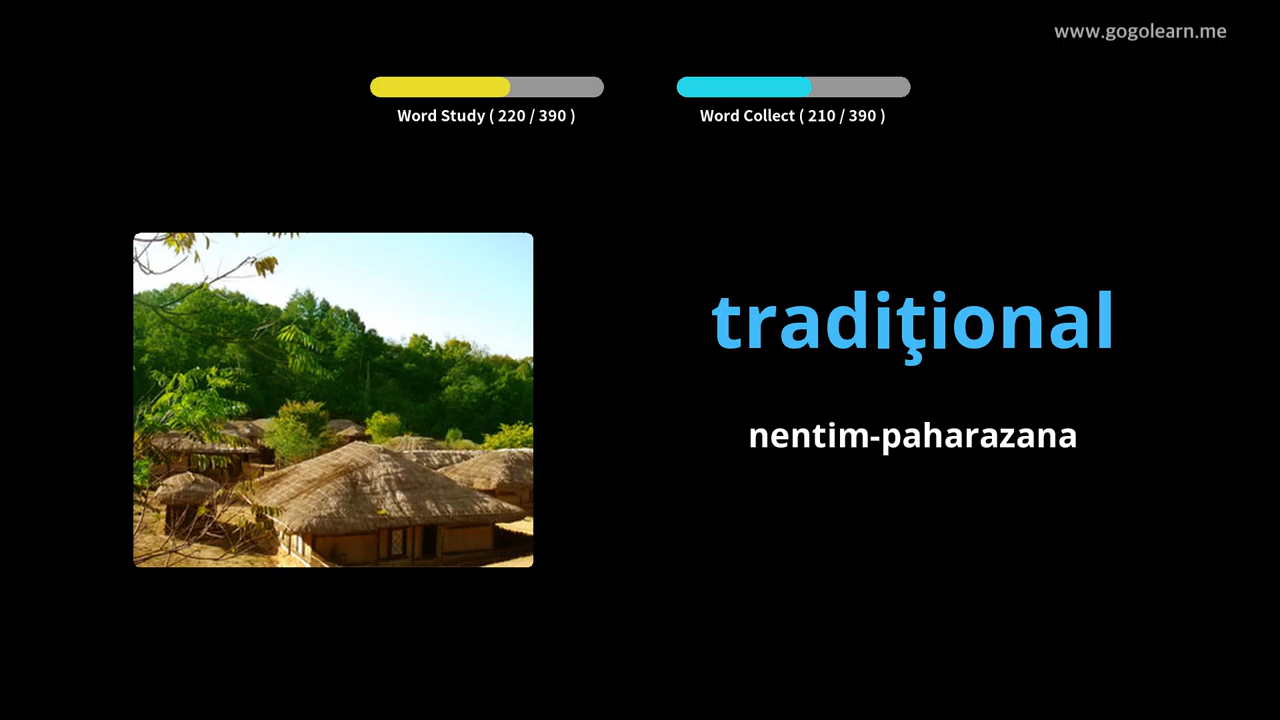 www.gogolearn.me
Word Study ( 220 / 390 )
Word Collect ( 210 / 390 )
tradiţional
nentim-paharazana